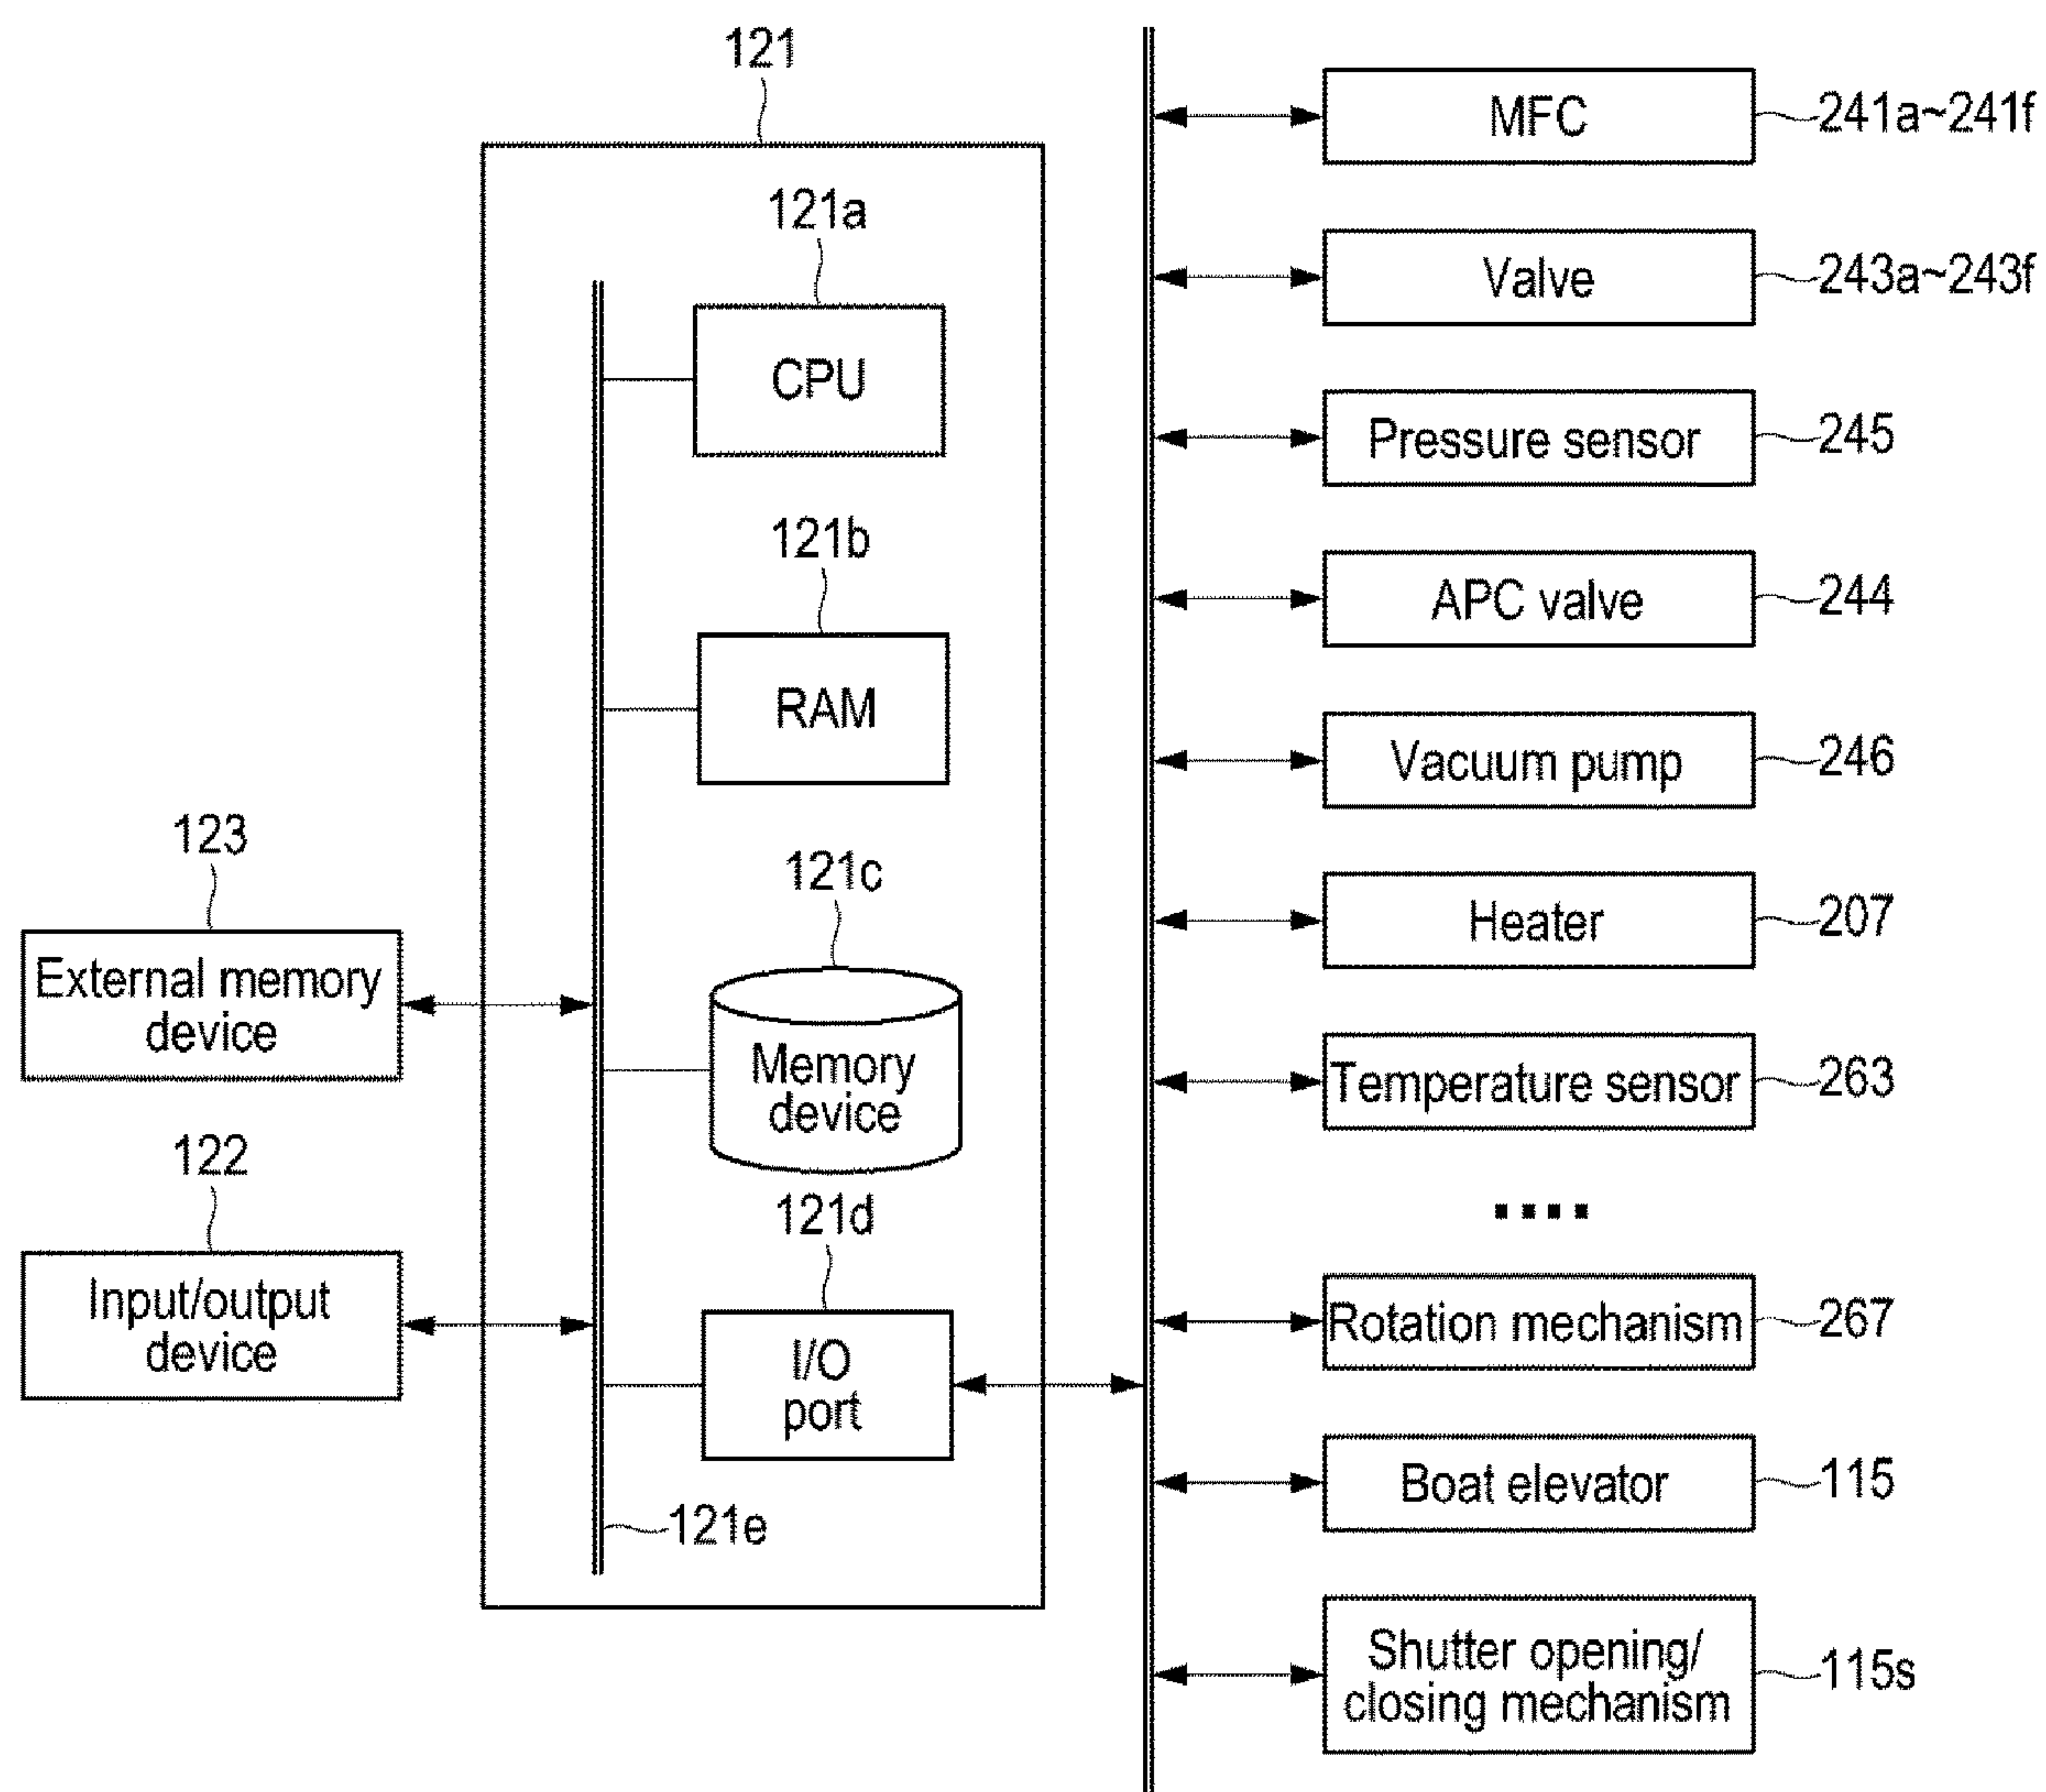 121
121a
CPU
121b
RAM
121c
Memory
device
121d
I/O
port
121e
123
External memory
device
122
Input/output
device
MFC
241a~241f
Valve
243a~243f
Pressure sensor
245
APC valve
244
Vacuum pump
246
Heater
207
Temperature sensor
263
....
Rotation mechanism
267
Boat elevator
115
Shutter opening/
closing mechanism
115s